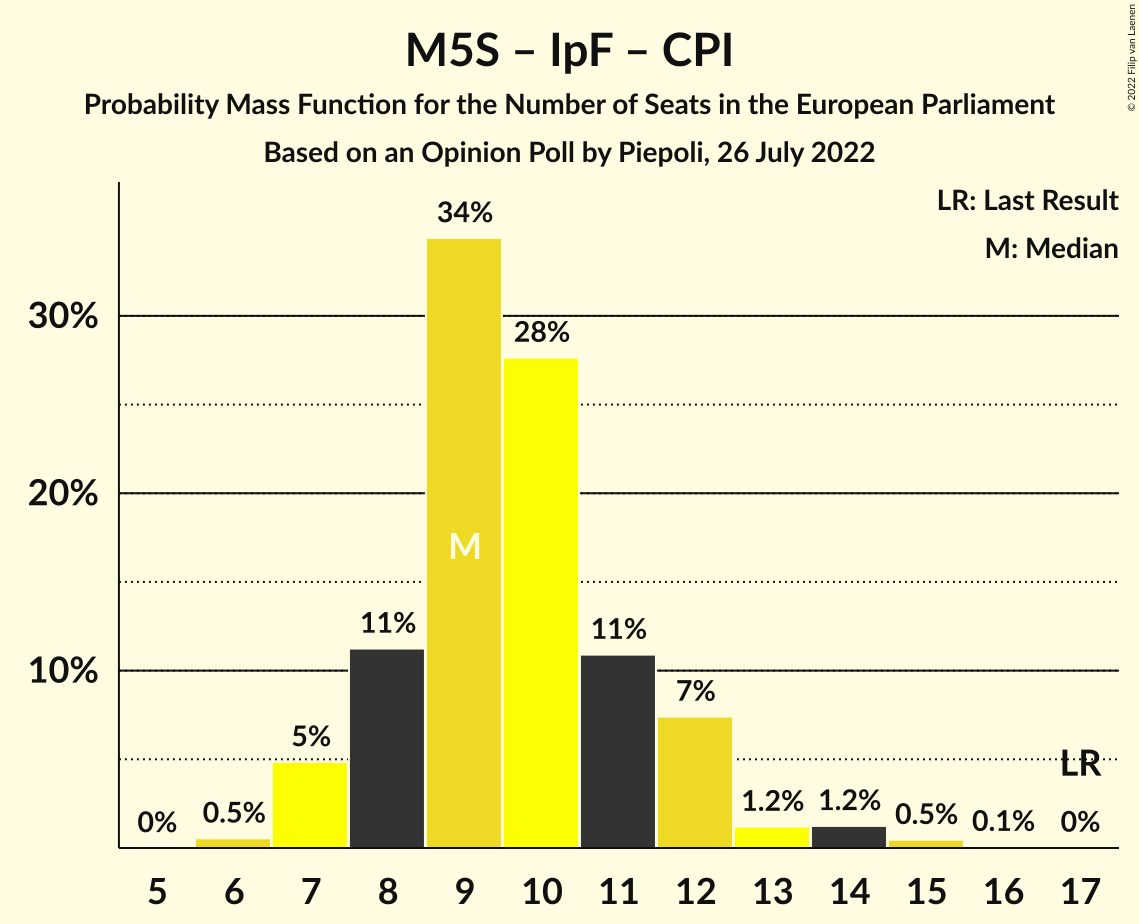 M5S – IpF – CPI
Probability Mass Function for the Number of Seats in the European Parliament
Based on an Opinion Poll by Piepoli, 26 July 2022
© 2022 Filip van Laenen
LR: Last Result
M: Median
34%
30%
28%
20%
M
11%
11%
10%
7%
5%
LR
0%
0.5%
1.2%
1.2%
0.5%
0.1%
0%
5 6 7 8 9 10 11 12 13 14 15 16 17